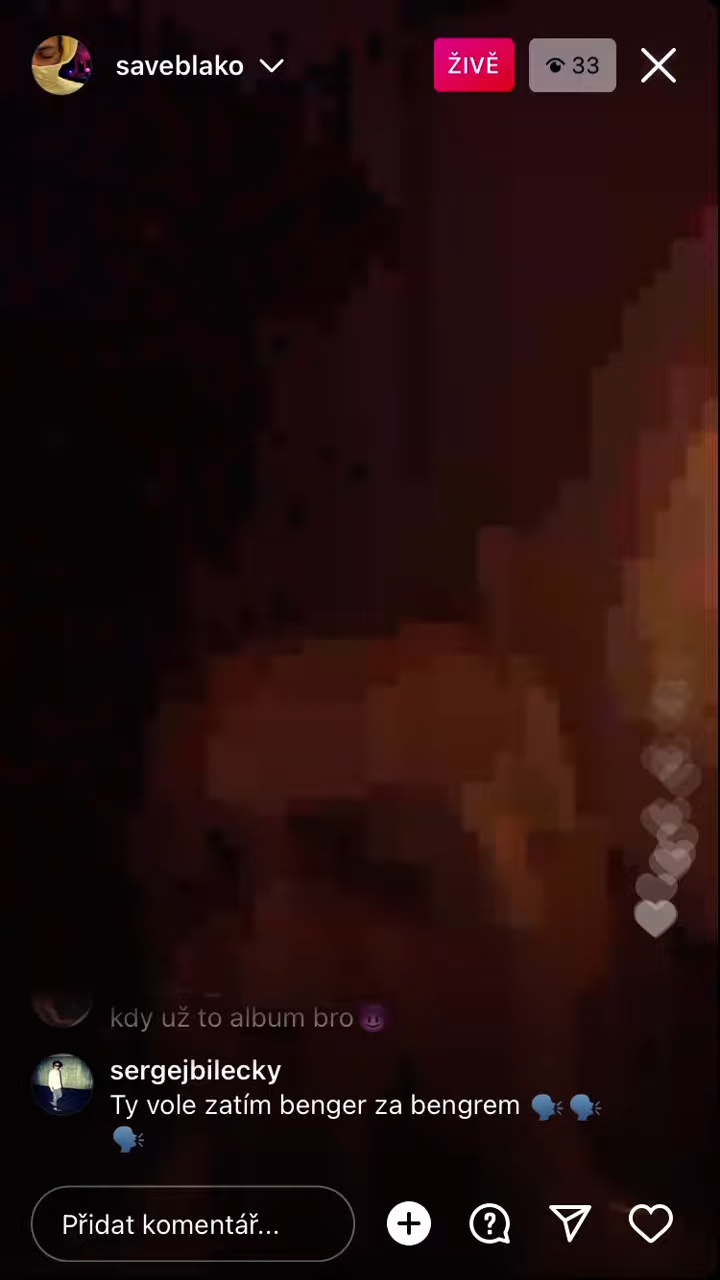 saveblako
ŽIVĚ
33
kdy už to album bro 😈
sergejbilecky
Ty vole zatím benger za bengrem 🗣️🗣️
🗣️
Přidat komentář...